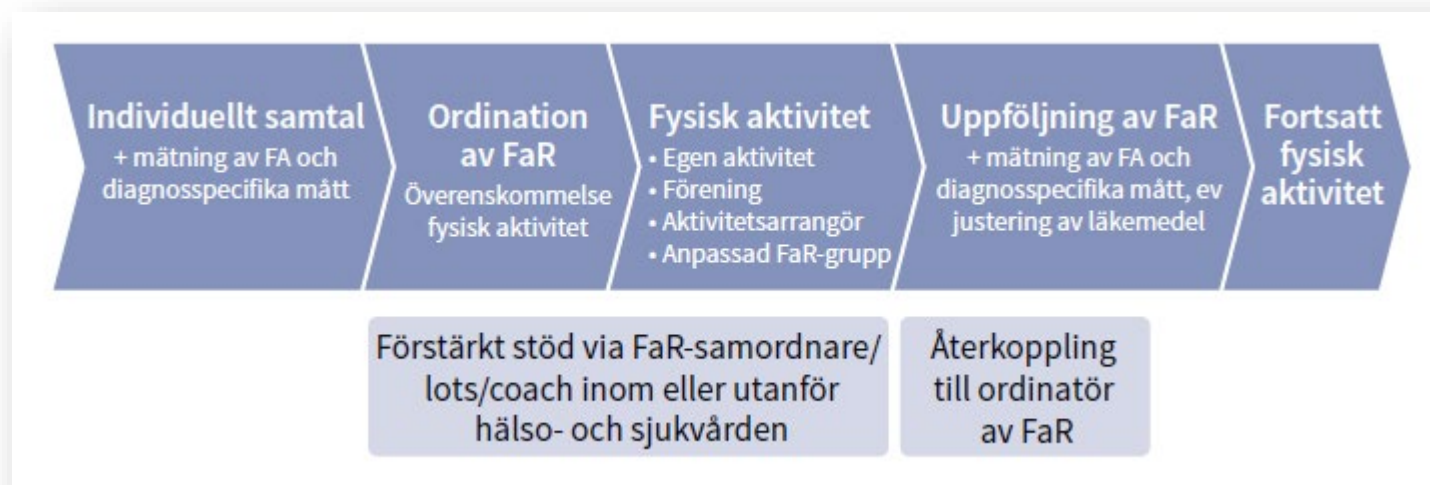 Individuellt samtal
+ mätning av FA och
diagnosspecifika mått
Ordination
av FaR
Överenskommelse
fysisk aktivitet
Fysisk aktivitet
• Egen aktivitet
• Förening
• Aktivitetsarrangör
• Anpassad FaR-grupp
Uppföljning av FaR
+ mätning av FA och
diagnosspecifika mått, ev
justering av läkemedel
Fortsatt
fysisk
aktivitet
Förstärkt stöd via FaR-samordnare/
lots/coach inom eller utanför
hälso- och sjukvården
Återkoppling
till ordinatör
av FaR